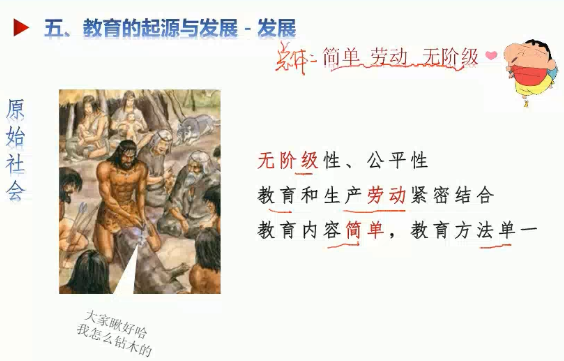 五、教育的起源与发展 - 发展
总体: 简单 劳动 无阶级
原始社会
无阶级性、公平性
教育和生产劳动紧密结合
教育内容简单，教育方法单一
大家瞅好哈
我怎么钻木的